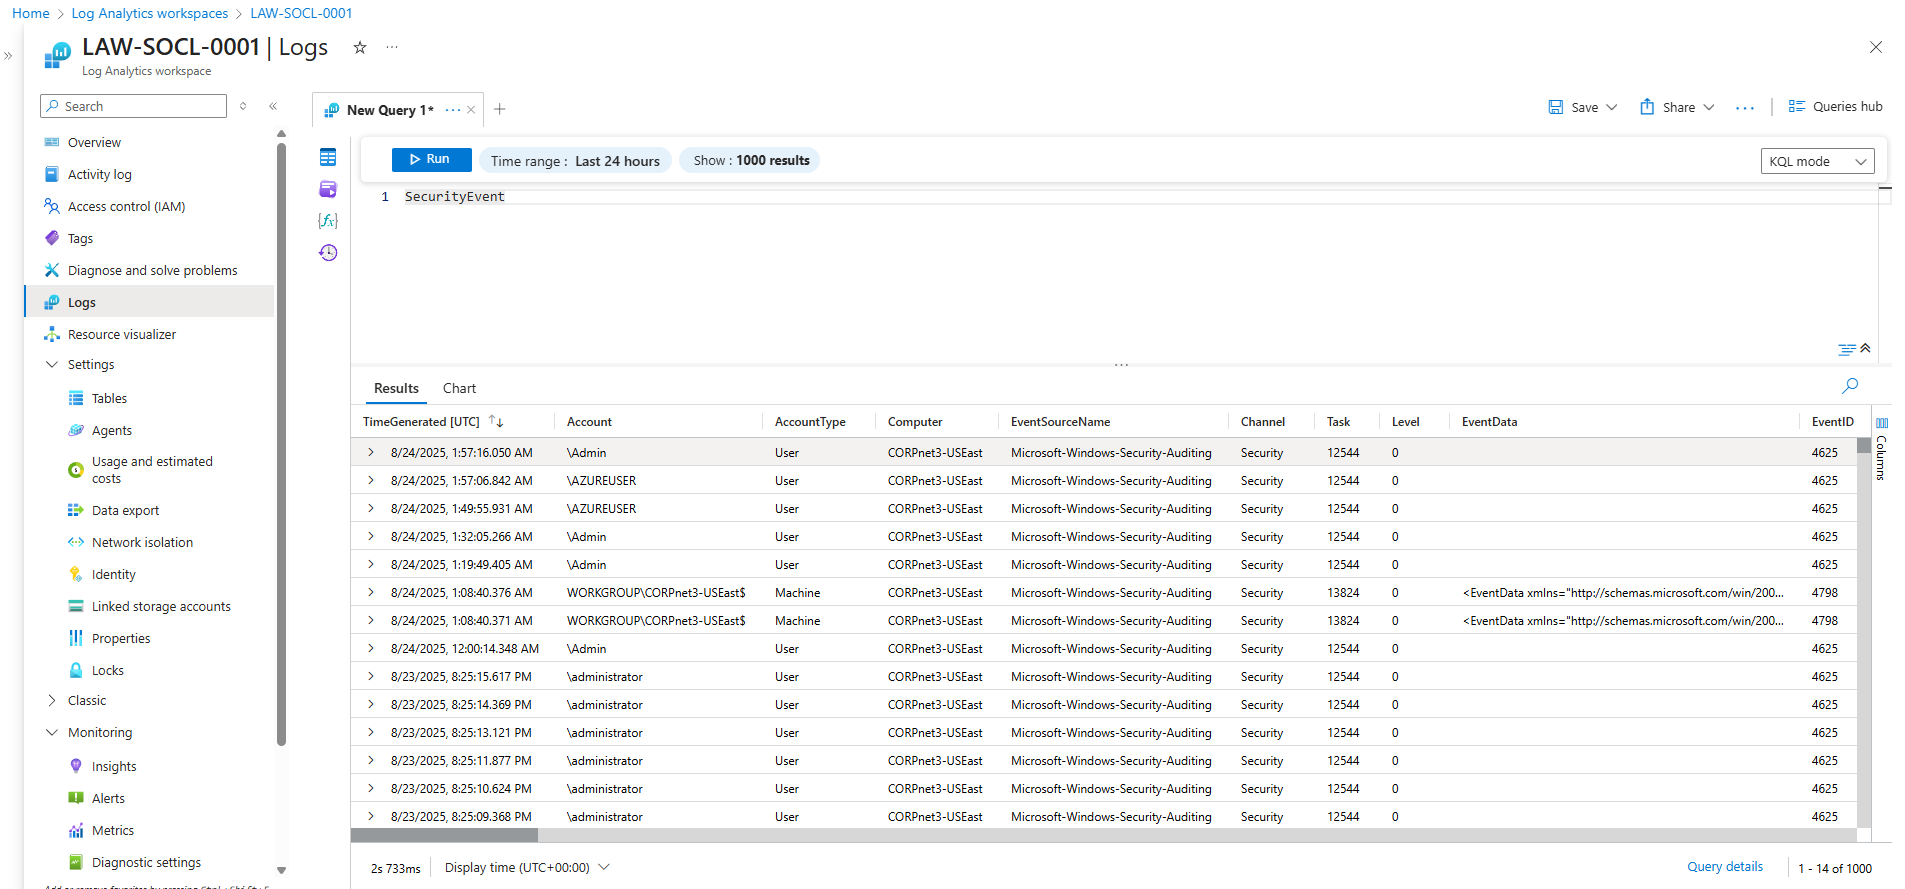 Home > Log Analytics workspaces > LAW-SOCL-0001
LAW-SOCL-0001 | Logs
Log Analytics workspace
Search
Overview
Activity log
Access control (IAM)
Tags
Diagnose and solve problems
Logs
Resource visualizer
Settings
Tables
Agents
Usage and estimated
costs
Data export
Network isolation
Identity
Linked storage accounts
Properties
Locks
Classic
Monitoring
Insights
Alerts
Metrics
Diagnostic settings
New Query 1*
Save Share Queries hub
Run Time range : Last 24 hours Show : 1000 results KQL mode
1 SecurityEvent
Results Chart
TimeGenerated [UTC] Account AccountType Computer EventSourceName Channel Task Level EventData EventID
8/24/2025, 1:57:16.050 AM \Admin User CORPnet3-USEast Microsoft-Windows-Security-Auditing Security 12544 0 4625
8/24/2025, 1:57:06.842 AM \AZUREUSER User CORPnet3-USEast Microsoft-Windows-Security-Auditing Security 12544 0 4625
8/24/2025, 1:49:55.931 AM \AZUREUSER User CORPnet3-USEast Microsoft-Windows-Security-Auditing Security 12544 0 4625
8/24/2025, 1:32:05.266 AM \Admin User CORPnet3-USEast Microsoft-Windows-Security-Auditing Security 12544 0 4625
8/24/2025, 1:19:49.405 AM \Admin User CORPnet3-USEast Microsoft-Windows-Security-Auditing Security 12544 0 4625
8/24/2025, 1:08:40.376 AM WORKGROUP\CORPnet3-USEast$ Machine CORPnet3-USEast Microsoft-Windows-Security-Auditing Security 13824 0 <EventData xmlns="http://schemas.microsoft.com/win/200... 4798
8/24/2025, 1:08:40.371 AM WORKGROUP\CORPnet3-USEast$ Machine CORPnet3-USEast Microsoft-Windows-Security-Auditing Security 13824 0 <EventData xmlns="http://schemas.microsoft.com/win/200... 4798
8/24/2025, 12:00:14.348 AM \Admin User CORPnet3-USEast Microsoft-Windows-Security-Auditing Security 12544 0 4625
8/23/2025, 8:25:15.617 PM \administrator User CORPnet3-USEast Microsoft-Windows-Security-Auditing Security 12544 0 4625
8/23/2025, 8:25:14.369 PM \administrator User CORPnet3-USEast Microsoft-Windows-Security-Auditing Security 12544 0 4625
8/23/2025, 8:25:13.121 PM \administrator User CORPnet3-USEast Microsoft-Windows-Security-Auditing Security 12544 0 4625
8/23/2025, 8:25:11.877 PM \administrator User CORPnet3-USEast Microsoft-Windows-Security-Auditing Security 12544 0 4625
8/23/2025, 8:25:10.624 PM \administrator User CORPnet3-USEast Microsoft-Windows-Security-Auditing Security 12544 0 4625
8/23/2025, 8:25:09.368 PM \administrator User CORPnet3-USEast Microsoft-Windows-Security-Auditing Security 12544 0 4625
Columns
2s 733ms Display time (UTC+00:00) Query details 1 - 14 of 1000